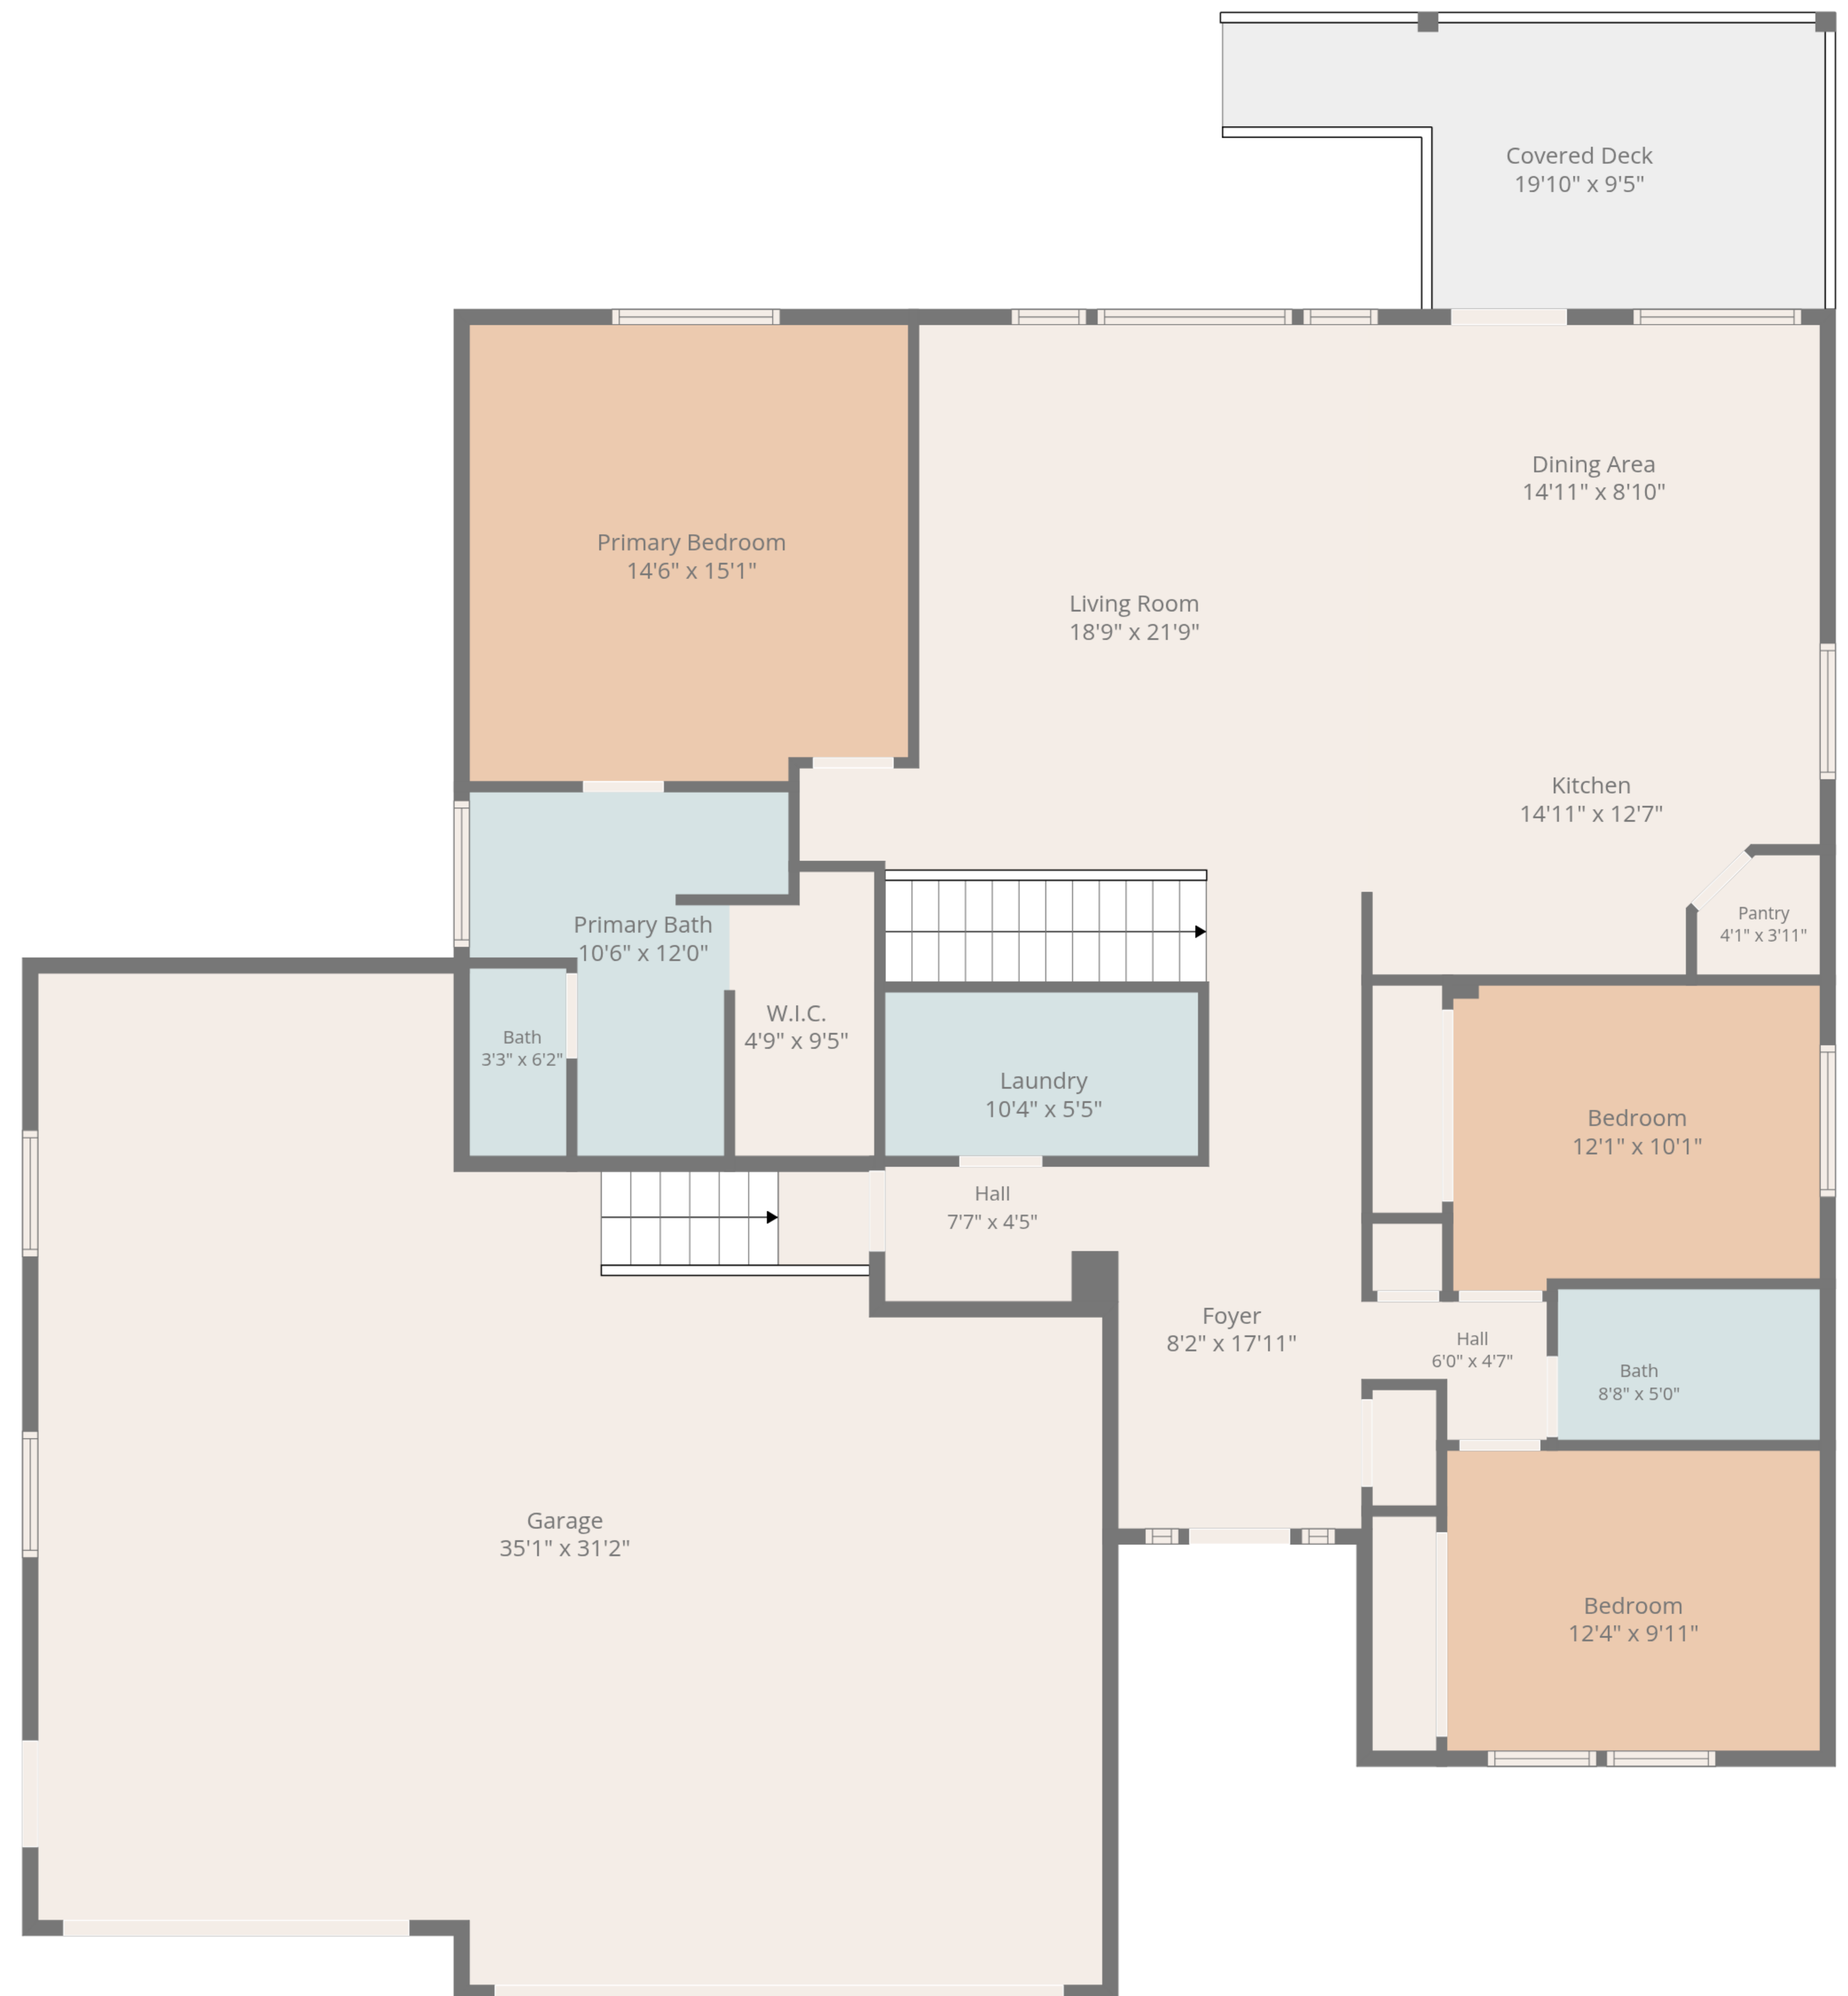 Covered Deck
19'10" x 9'5"
Dining Area
14'11" x 8'10"
Primary Bedroom
14'6" x 15'1"
Living Room
18'9" x 21'9"
Kitchen
14'11" x 12'7"
Pantry
4'1" x 3'11"
Primary Bath
10'6" x 12'0"
W.I.C.
4'9" x 9'5"
Bath
3'3" x 6'2"
Laundry
10'4" x 5'5"
Bedroom
12'1" x 10'1"
Hall
7'7" x 4'5"
Foyer
8'2" x 17'11"
Hall
6'0" x 4'7"
Bath
8'8" x 5'0"
Garage
35'1" x 31'2"
Bedroom
12'4" x 9'11"